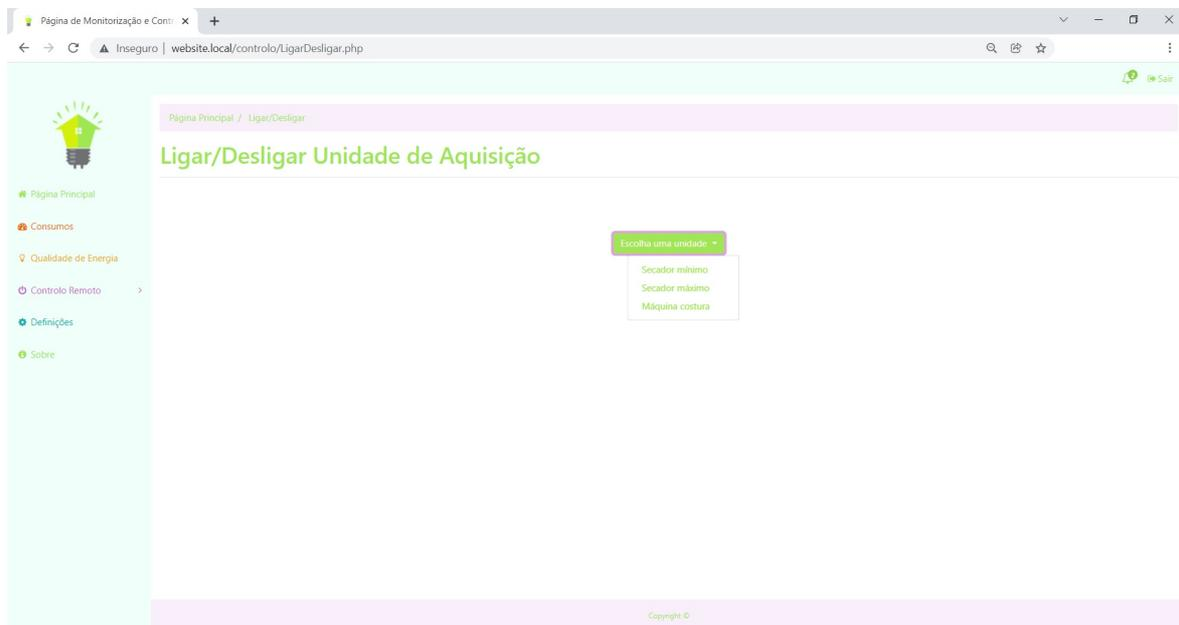 Página de Monitorização e Contr
Inseguro | website.local/controlo/LigarDesligar.php
2
Sair
Página Principal / Ligar/Desligar
Ligar/Desligar Unidade de Aquisição
Página Principal
Consumos
Qualidade de Energia
Controlo Remoto
Definições
Sobre
Escolha uma unidade
Secador mínimo
Secador máximo
Máquina costura
Copyright ©